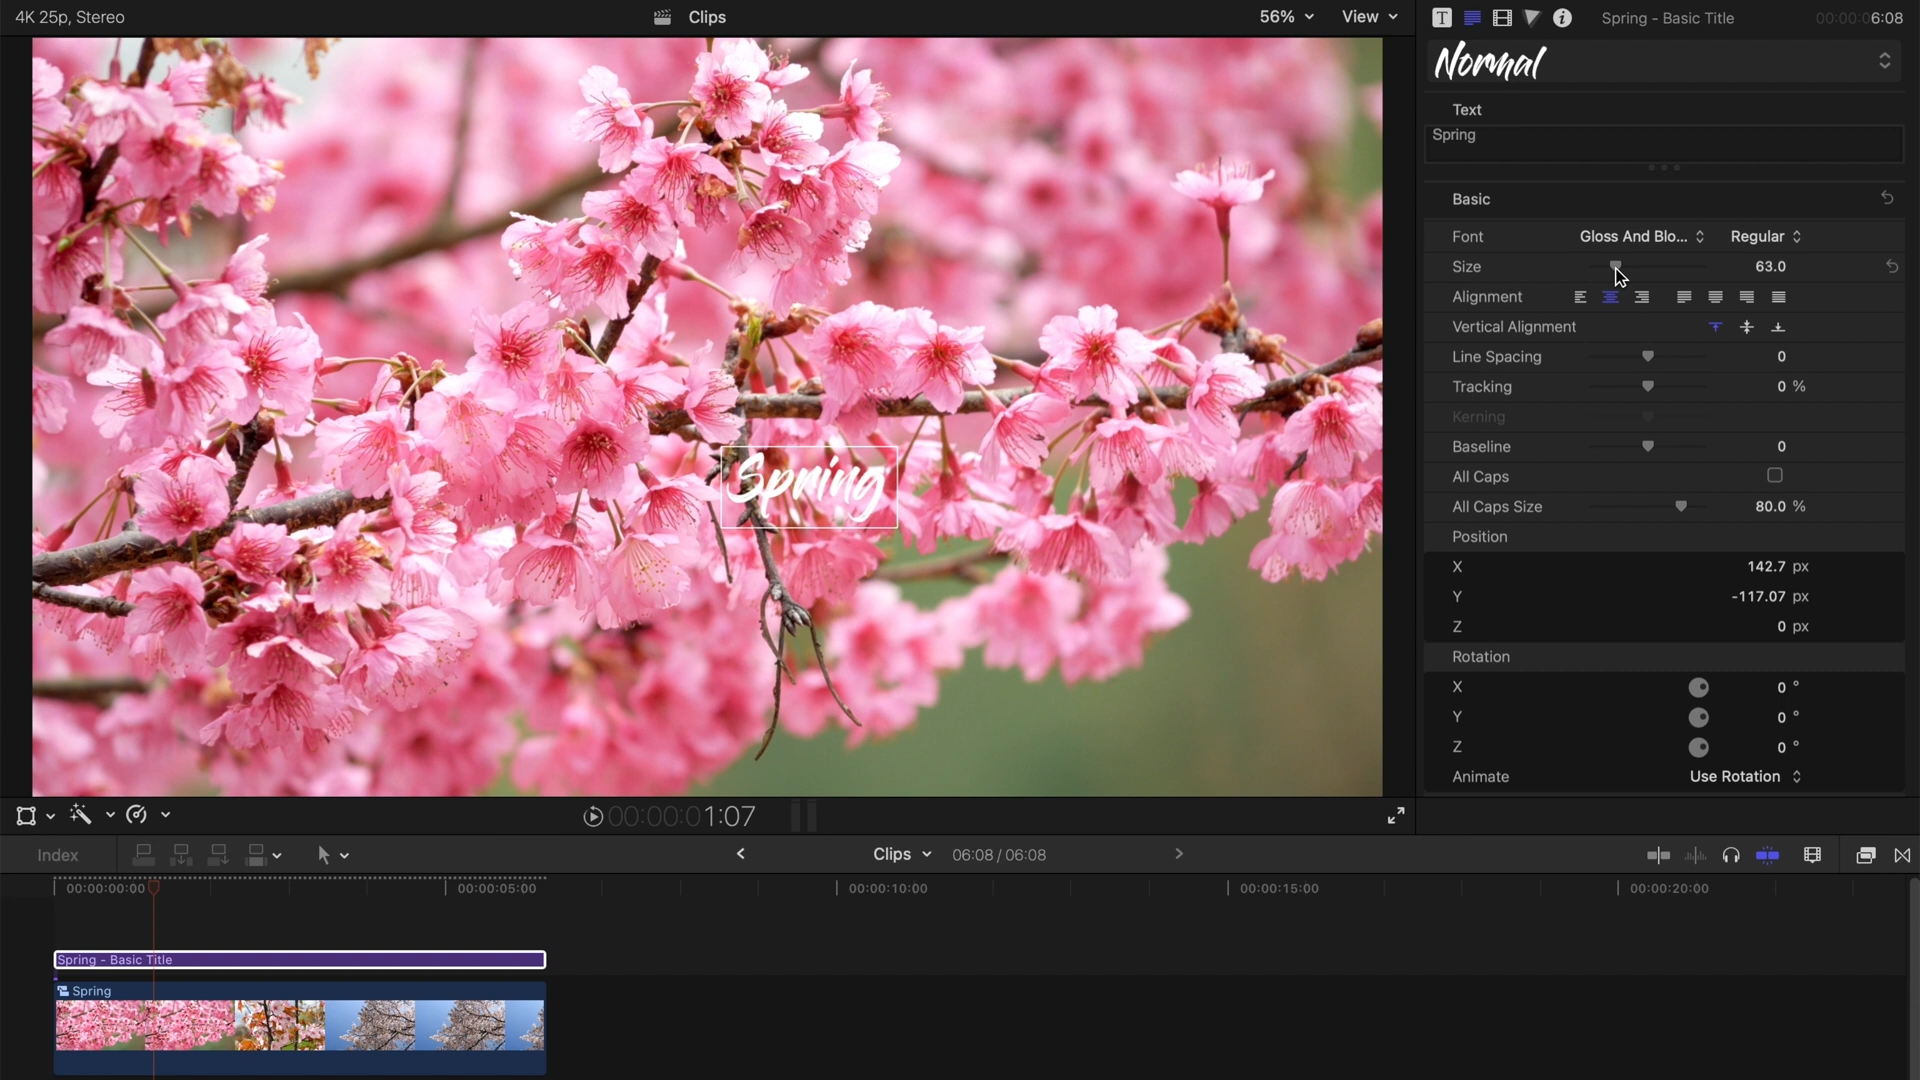 4K 25p, Stereo
Clips
56%
View
T
Spring - Basic Title
00:00:06:08
Normal
Text
Spring
Basic
Font
Gloss And Blo...
Regular
Size
63.0
Alignment
Vertical Alignment
Line Spacing
0
Tracking
0 %
Kerning
Baseline
0
All Caps
All Caps Size
80.0 %
Position
X
142.7 px
Y
-117.07 px
Z
0 px
Rotation
X
0 °
Y
0 °
Z
0 °
Animate
Use Rotation
Spring
00:00:01:07
Index
Clips
06:08 / 06:08
00:00:00:00
00:00:05:00
00:00:10:00
00:00:15:00
00:00:20:00
Spring - Basic Title
Spring